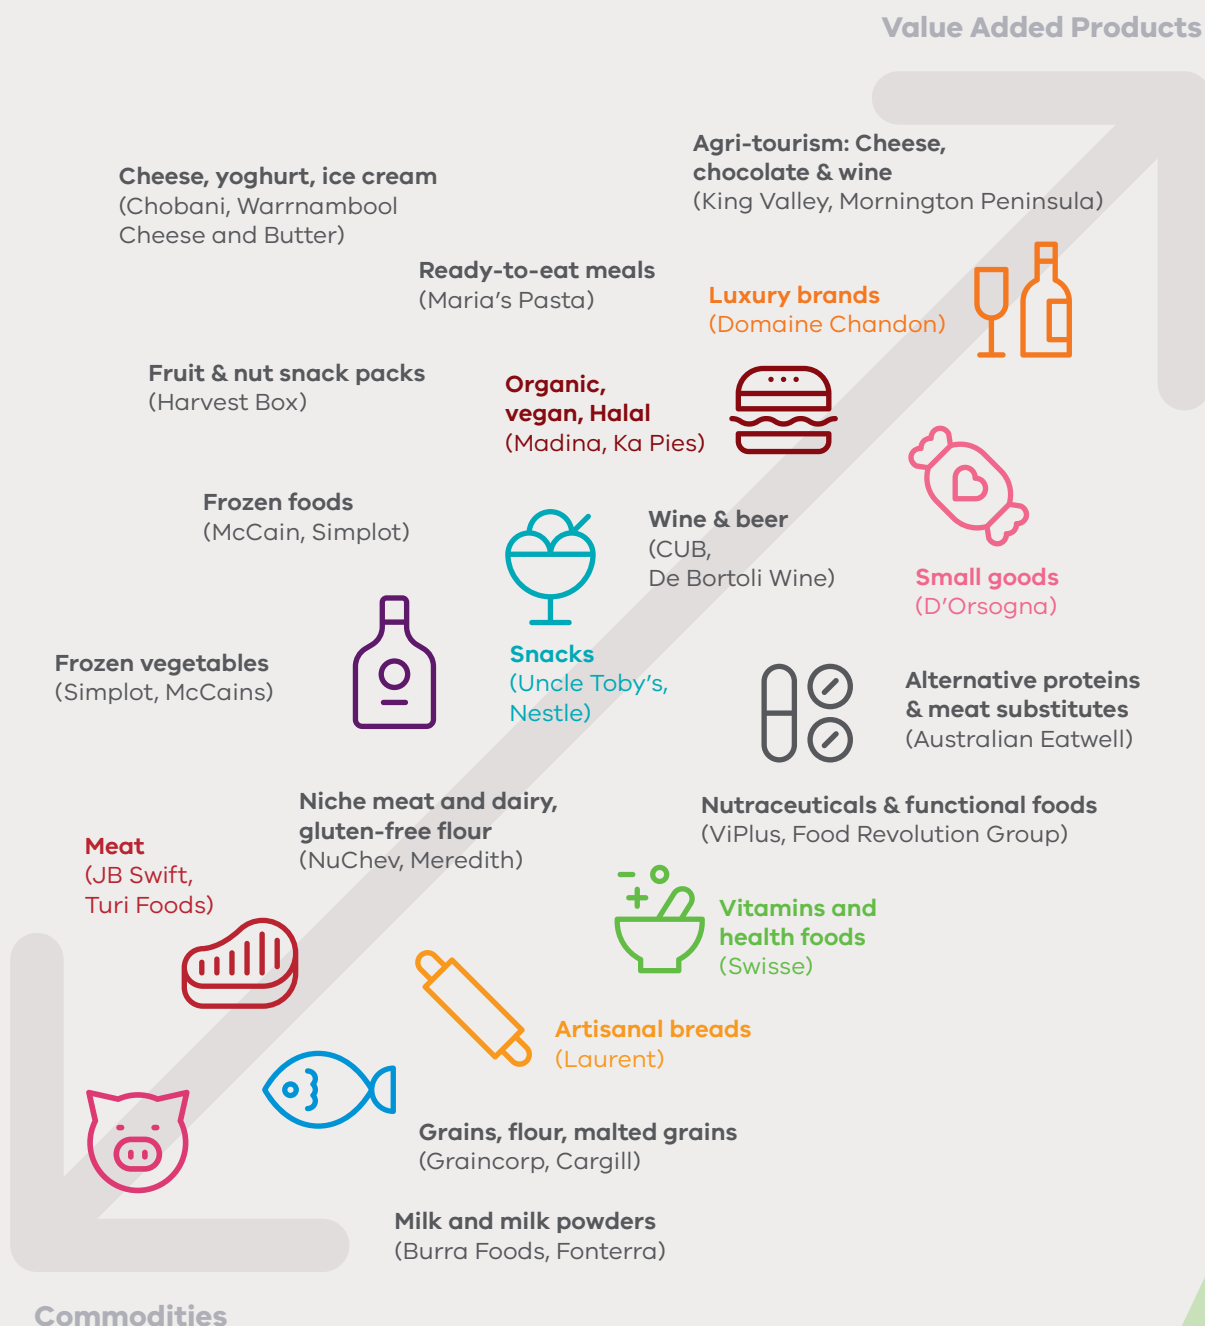 Value Added Products
Agri-tourism: Cheese,
chocolate & wine
(King Valley, Mornington Peninsula)
Cheese, yoghurt, ice cream
(Chobani, Warrnambool
Cheese and Butter)
Ready-to-eat meals
(Maria's Pasta)
Luxury brands
(Domaine Chandon)
Fruit & nut snack packs
(Harvest Box)
Organic,
vegan, Halal
(Madina, Ka Pies)
Frozen foods
(McCain, Simplot)
Wine & beer
(CUB,
De Bortoli Wine)
Small goods
(D'Orsogna)
Frozen vegetables
(Simplot, McCains)
Snacks
(Uncle Toby's,
Nestle)
Alternative proteins
& meat substitutes
(Australian Eatwell)
Niche meat and dairy,
gluten-free flour
(NuChev, Meredith)
Nutraceuticals & functional foods
(ViPlus, Food Revolution Group)
Meat
(JB Swift,
Turi Foods)
Vitamins and
health foods
(Swisse)
Artisanal breads
(Laurent)
Grains, flour, malted grains
(Graincorp, Cargill)
Milk and milk powders
(Burra Foods, Fonterra)
Commodities